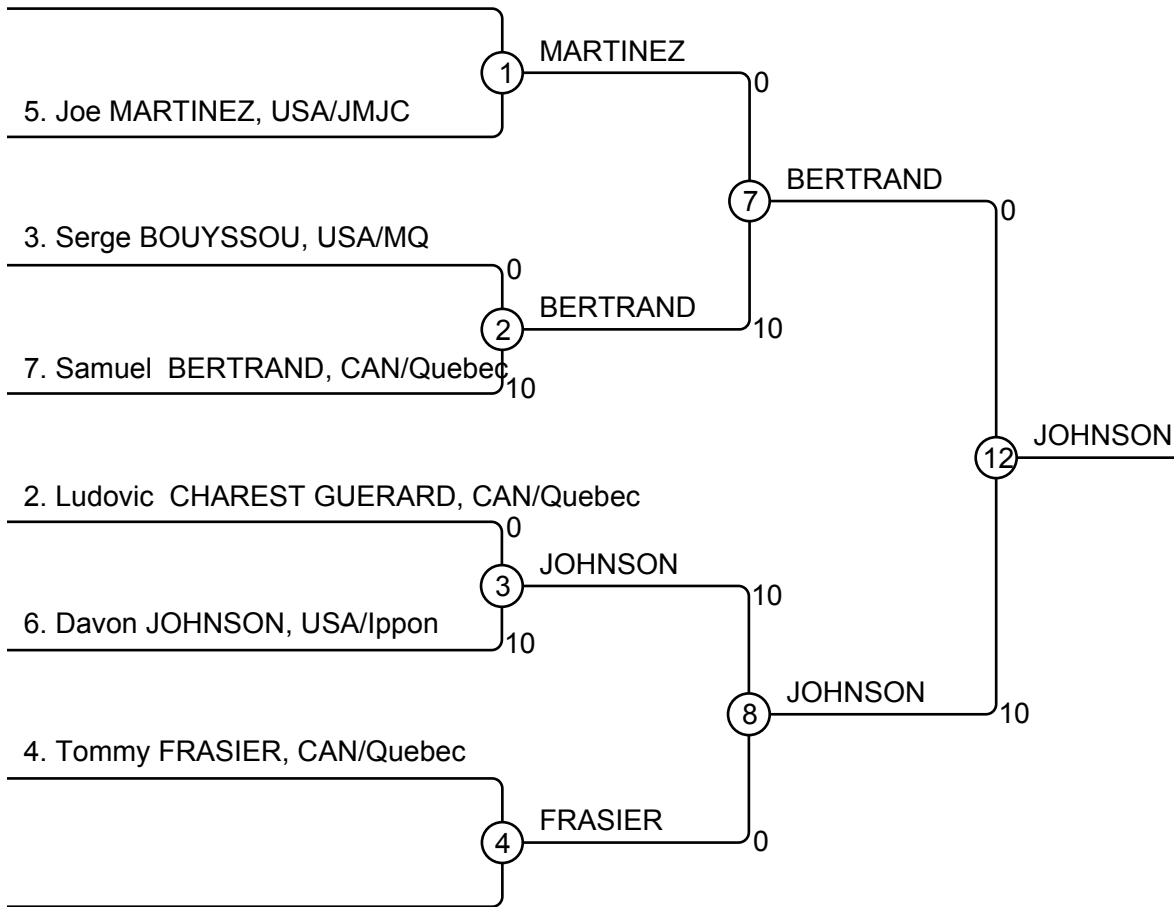 MARTINEZ
1
0
5. Joe MARTINEZ, USA/JMJC
BERTRAND
7
0
3. Serge BOUYSSOU, USA/MQ
0
BERTRAND
2
10
7. Samuel  BERTRAND, CAN/Quebec
10
JOHNSON
12
2. Ludovic  CHAREST GUERARD, CAN/Quebec
0
JOHNSON
3
10
6. Davon JOHNSON, USA/Ippon
10
JOHNSON
8
10
4. Tommy FRASIER, CAN/Quebec
FRASIER
4
0